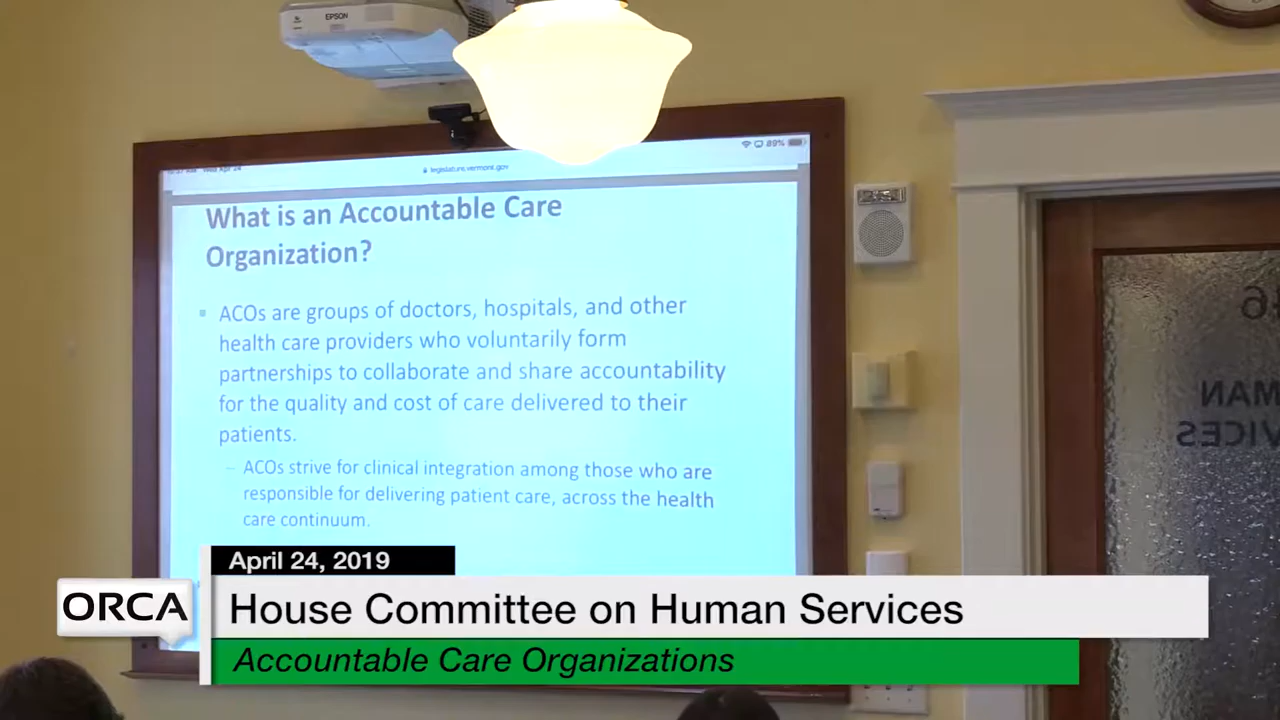 EPSON
89%
legislature.vermont.gov
What is an Accountable Care
Organization?
ACOs are groups of doctors, hospitals, and other
health care providers who voluntarily form
partnerships to collaborate and share accountability
for the quality and cost of care delivered to their
patients.
– ACOs strive for clinical integration among those who are
responsible for delivering patient care, across the health
care continuum.
April 24, 2019
ORCA
House Committee on Human Services
Accountable Care Organizations